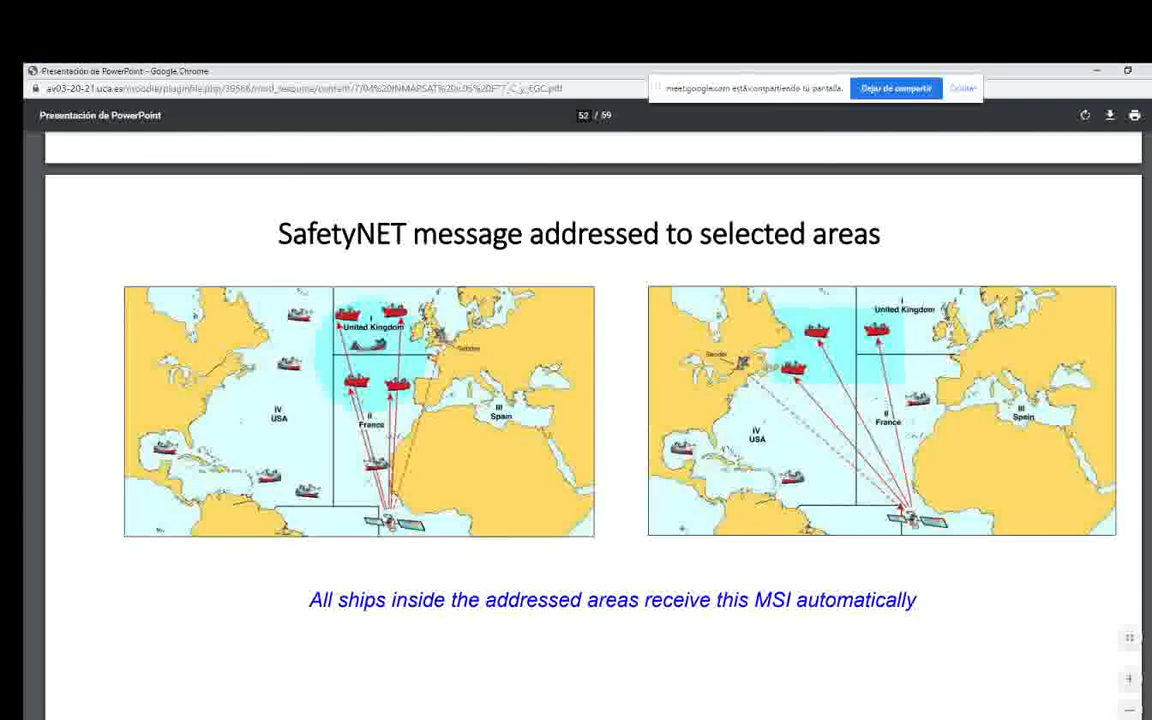 Presentación de PowerPoint - Google Chrome
meet.google.com está compartiendo tu pantalla.
Dejar de compartir
Ocultar
Presentación de PowerPoint
52 / 59
SafetyNET message addressed to selected areas
I
United Kingdom
IV
USA
II
France
III
Spain
I
United Kingdom
IV
USA
II
France
III
Spain
All ships inside the addressed areas receive this MSI automatically